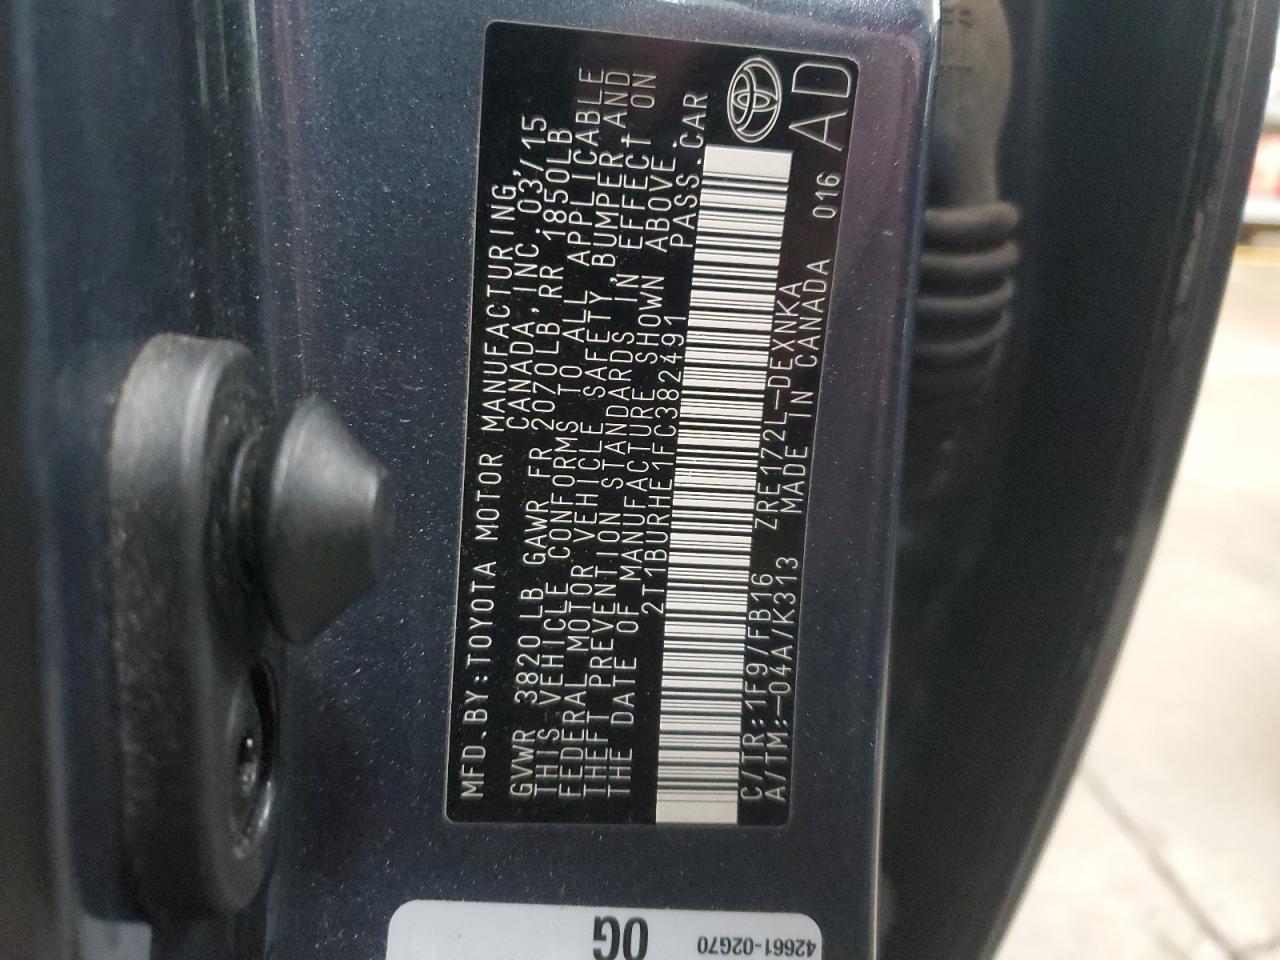 MFD.BY:TOYOTA MOTOR MANUFACTURING,
CANADA,INC.03/15
GVWR 3820LB GAWR FR 2070LB,RR 1850LB
THIS VEHICLE CONFORMS TO ALL APPLICABLE
FEDERAL MOTOR VEHICLE SAFETY,BUMPER,AND
THEFT PREVENTION STANDARDS IN EFFECT ON
THE DATE OF MANUFACTURE SHOWN ABOVE.
2T1BURHE1FC382491 PASS.CAR
C/TR:1F9/FB16 ZRE172L-DEXNKA
A/TM:-04A/K313 MADE IN CANADA 016
AD
42661-02G70
0G